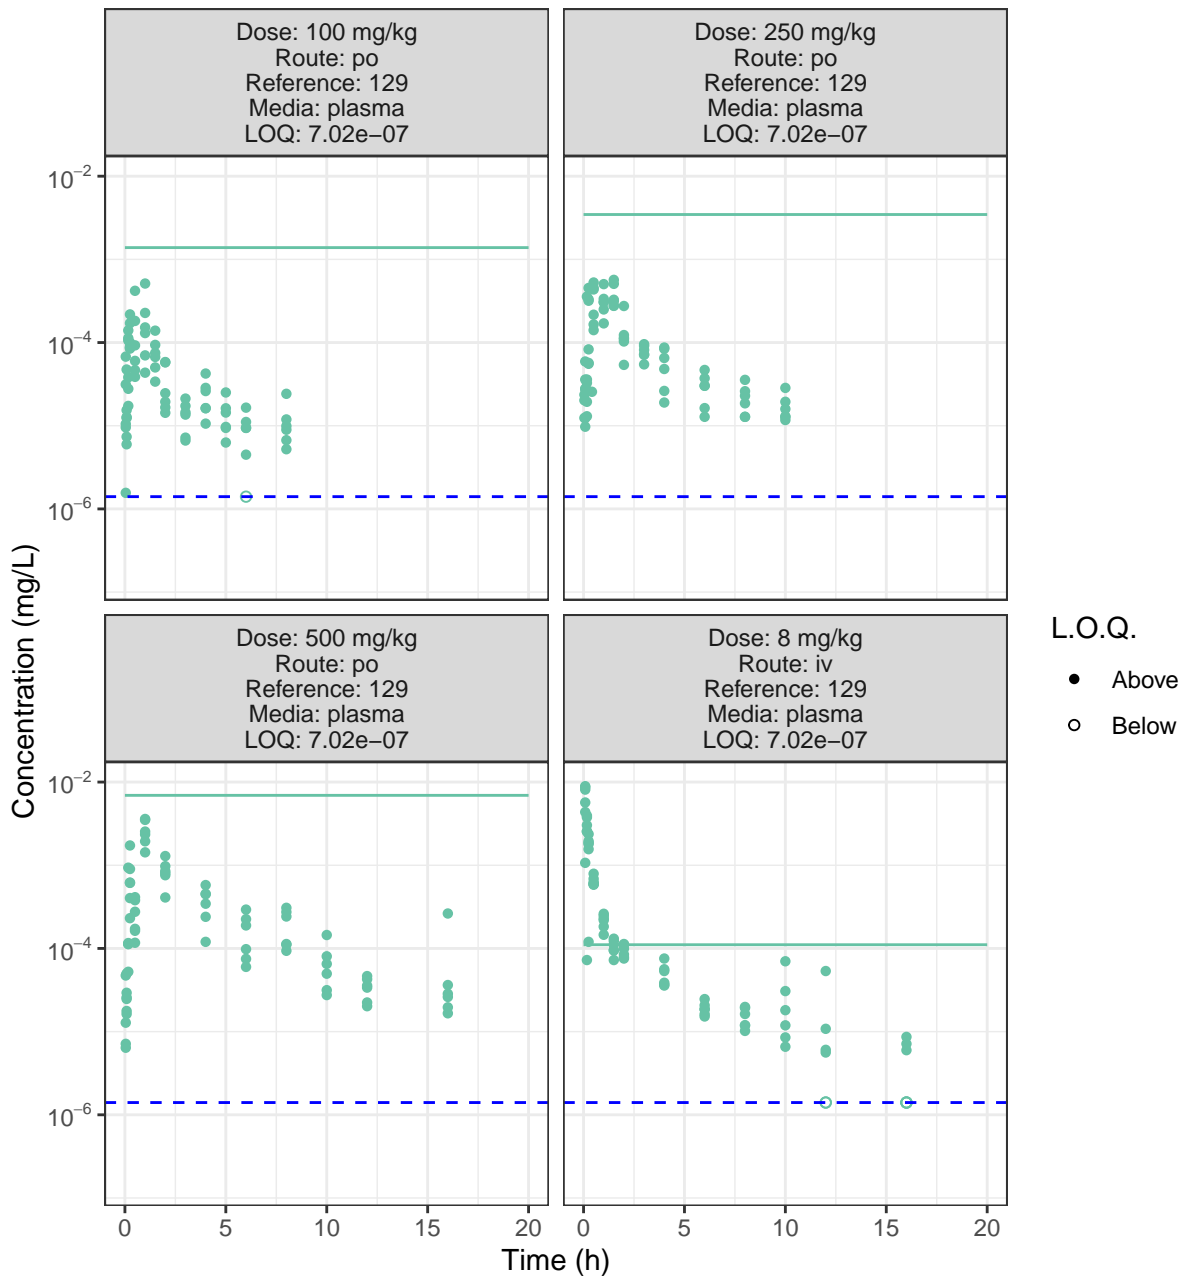 Dose: 100 mg/kg
Route: po
Reference: 129
Media: plasma
LOQ: 7.02e−07
Dose: 250 mg/kg
Route: po
Reference: 129
Media: plasma
LOQ: 7.02e−07
10⁻²
10⁻⁴
10⁻⁶
Dose: 500 mg/kg
Route: po
Reference: 129
Media: plasma
LOQ: 7.02e−07
Dose: 8 mg/kg
Route: iv
Reference: 129
Media: plasma
LOQ: 7.02e−07
10⁻²
10⁻⁴
10⁻⁶
0 5 10 15 20
0 5 10 15 20
Time (h)
Concentration (mg/L)
L.O.Q.
Above
Below